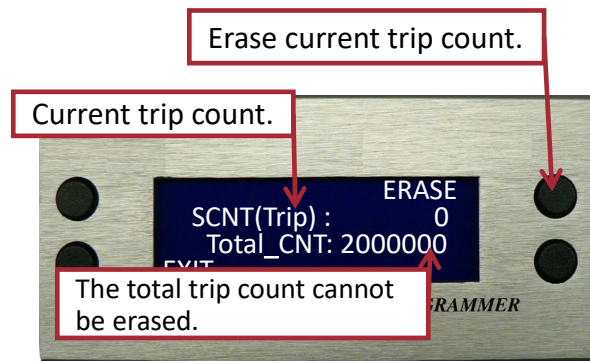 Erase current trip count.
Current trip count.
ERASE
SCNT(Trip) : 0
Total_CNT: 2000000
EXIT
The total trip count cannot
be erased.
GRAMMER